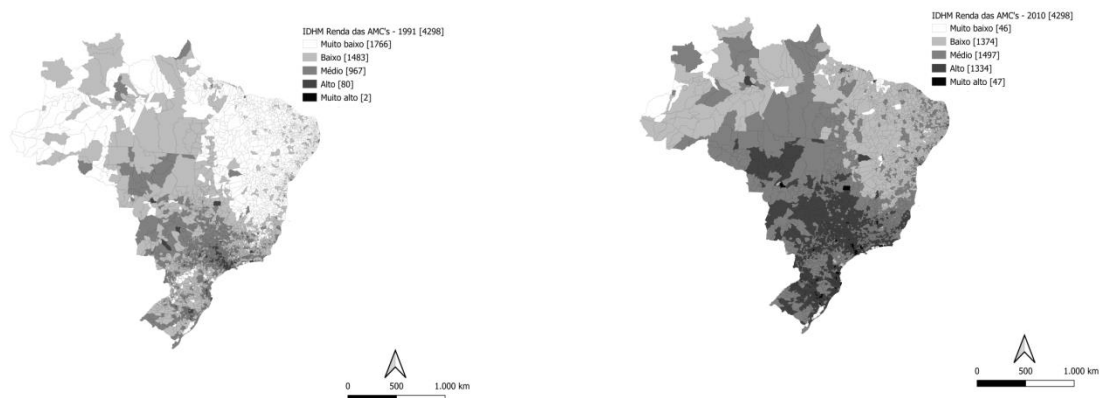 IDHM Renda das AMC's - 1991 [4298]
Muito baixo [1766]
Baixo [1483]
Médio [967]
Alto [80]
Muito alto [2]
0 500 1.000 km
IDHM Renda das AMC's - 2010 [4298]
Muito baixo [46]
Baixo [1374]
Médio [1497]
Alto [1334]
Muito alto [47]
0 500 1.000 km